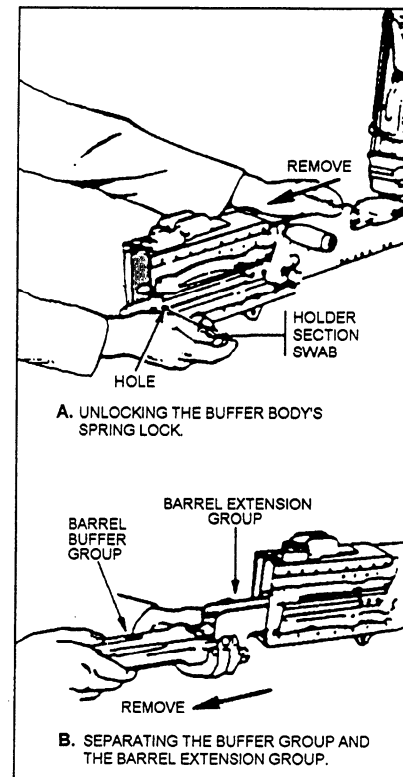 REMOVE
HOLDER
SECTION
SWAB
HOLE
A. UNLOCKING THE BUFFER BODY'S
SPRING LOCK.
BARREL EXTENSION
GROUP
BARREL
BUFFER
GROUP
REMOVE
B. SEPARATING THE BUFFER GROUP AND
THE BARREL EXTENSION GROUP.